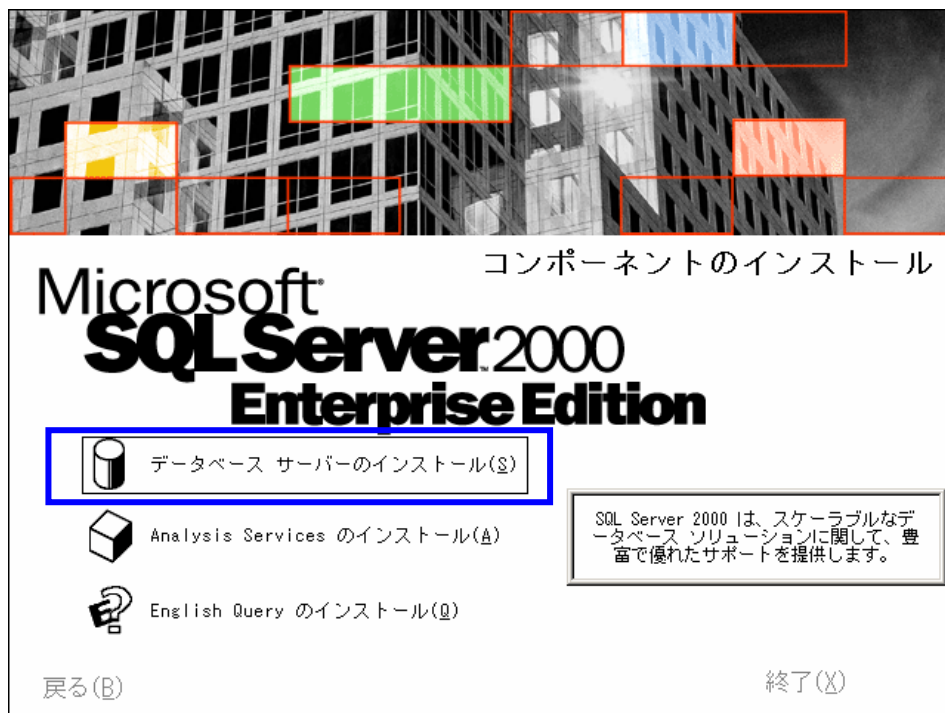 コンポーネントのインストール
Microsoft
SQL Server™ 2000
Enterprise Edition
データベース サーバーのインストール(S)
SQL Server 2000 は、スケーラブルなデ
ータベース ソリューションに関して、豊
富で優れたサポートを提供します。
Analysis Services のインストール(A)
English Query のインストール(Q)
戻る(B)
終了(X)